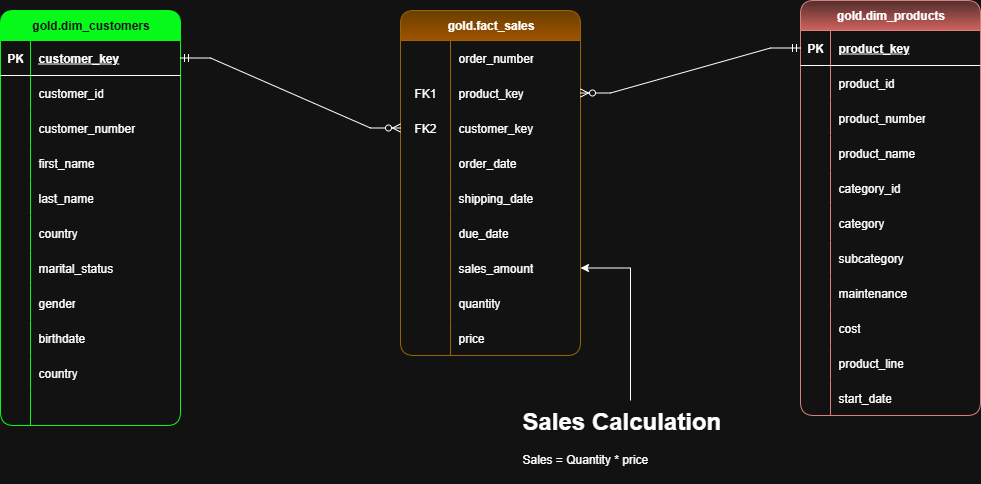 gold.dim_customers
PK customer_key
customer_id
customer_number
first_name
last_name
country
marital_status
gender
birthdate
country
gold.fact_sales
order_number
FK1 product_key
FK2 customer_key
order_date
shipping_date
due_date
sales_amount
quantity
price
gold.dim_products
PK product_key
product_id
product_number
product_name
category_id
category
subcategory
maintenance
cost
product_line
start_date
Sales Calculation
Sales = Quantity * price